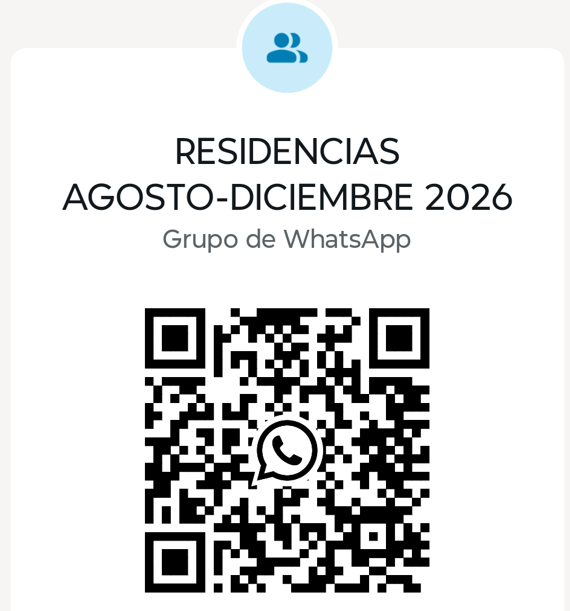 RESIDENCIAS
AGOSTO-DICIEMBRE 2026
Grupo de WhatsApp